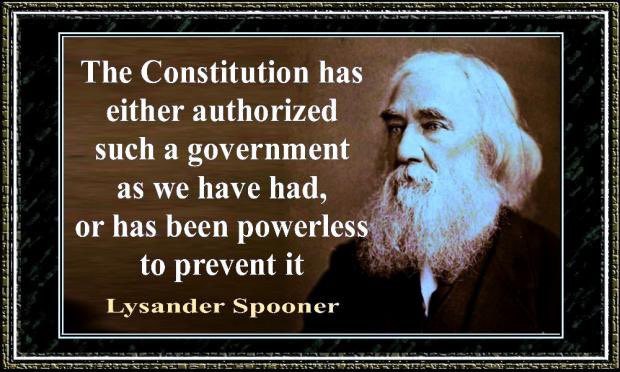 The Constitution has
either authorized
such a government
as we have had,
or has been powerless
to prevent it
Lysander Spooner